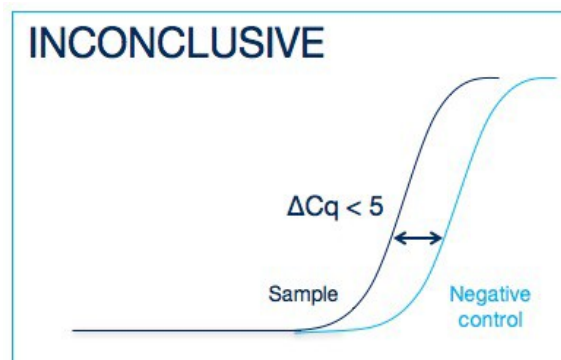 INCONCLUSIVE
ΔCq < 5
Sample
Negative
control